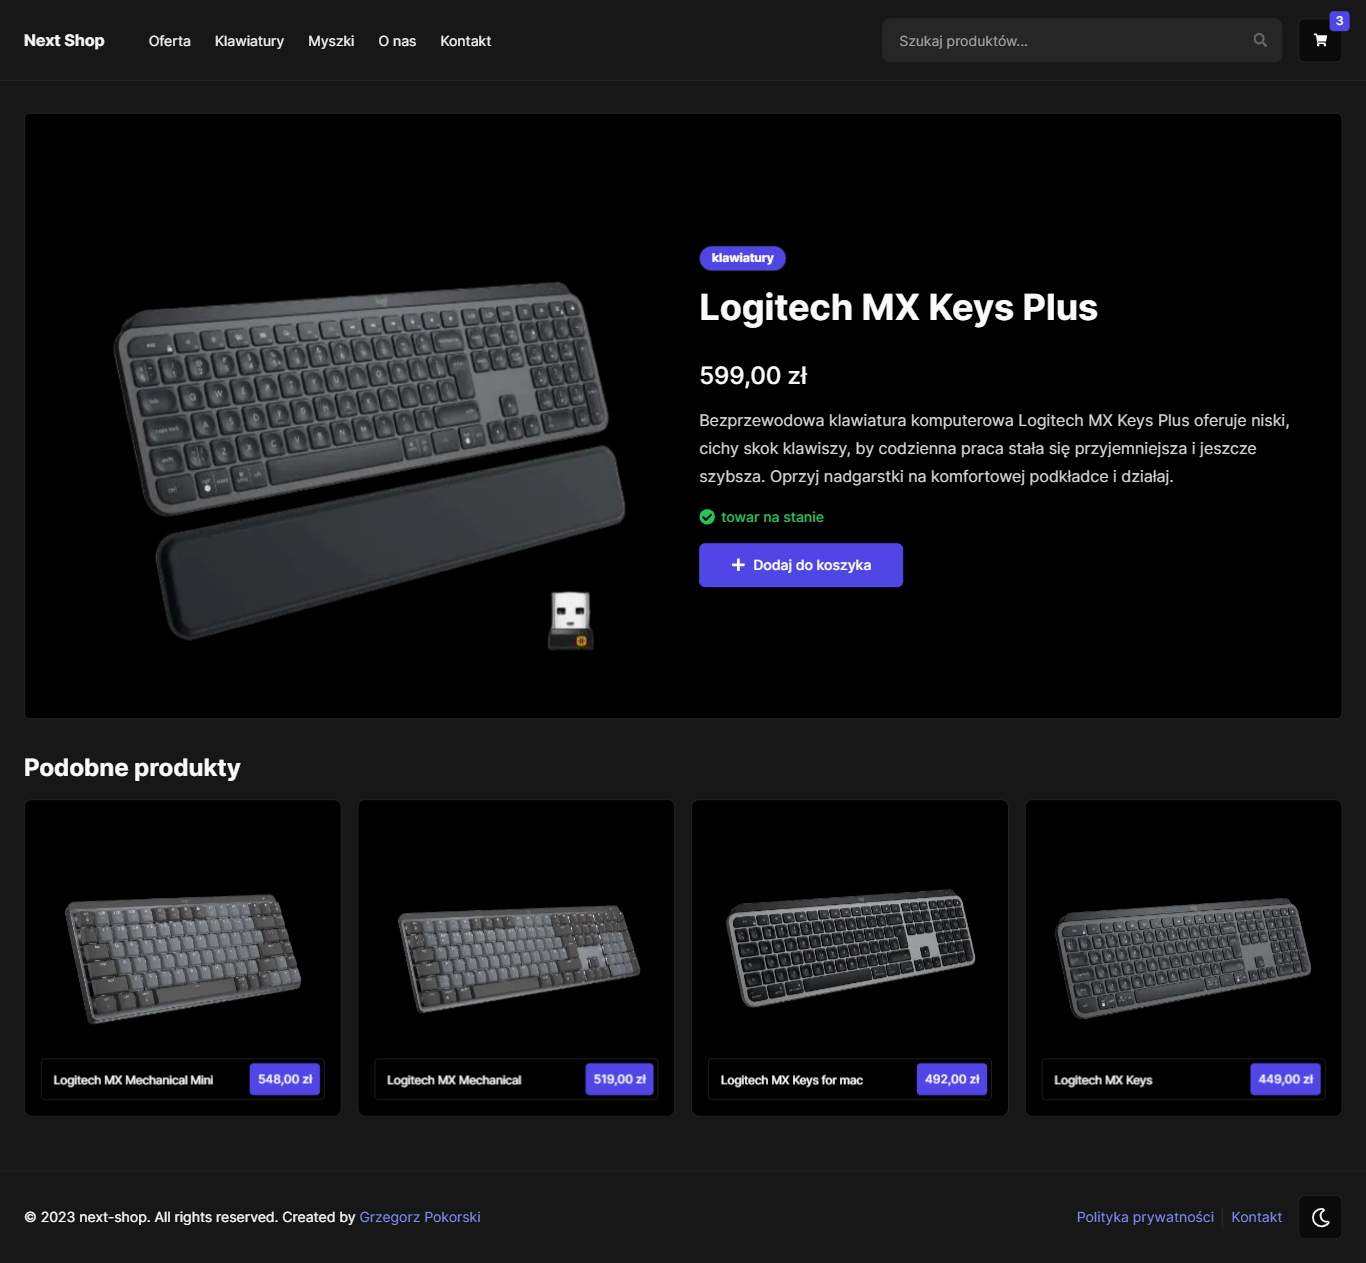 Next Shop
Oferta
Klawiatury
Myszki
O nas
Kontakt
Szukaj produktów...
3
klawiatury
Logitech MX Keys Plus
599,00 zł
Bezprzewodowa klawiatura komputerowa Logitech MX Keys Plus oferuje niski,
cichy skok klawiszy, by codzienna praca stała się przyjemniejsza i jeszcze
szybsza. Oprzyj nadgarstki na komfortowej podkładce i działaj.
towar na stanie
Dodaj do koszyka
Podobne produkty
Logitech MX Mechanical Mini
548,00 zł
Logitech MX Mechanical
519,00 zł
Logitech MX Keys for mac
492,00 zł
Logitech MX Keys
449,00 zł
© 2023 next-shop. All rights reserved. Created by Grzegorz Pokorski
Polityka prywatności
Kontakt